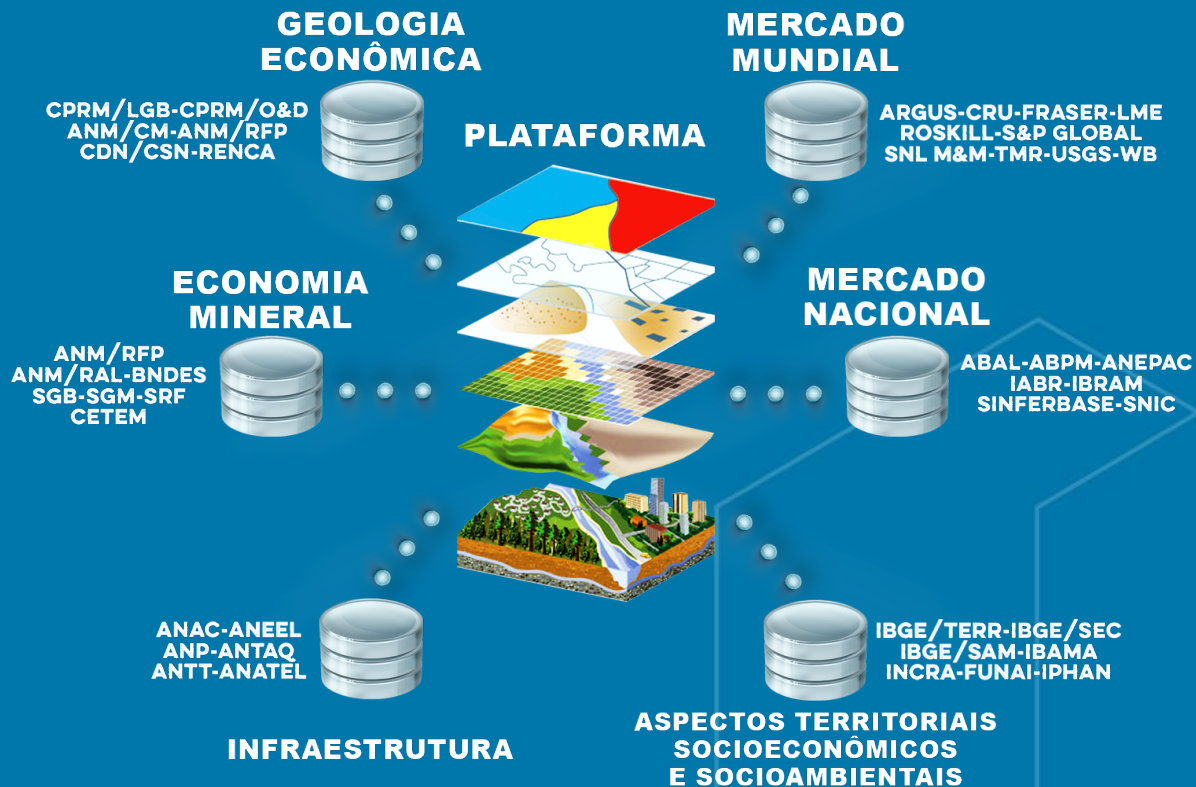 GEOLOGIA
ECONÔMICA
CPRM/LGB-CPRM/O&D
ANM/CM-ANM/RFP
CDN/CSN-RENCA
PLATAFORMA
MERCADO
MUNDIAL
ARGUS-CRU-FRASER-LME
ROSKILL-S&P GLOBAL
SNL M&M-TMR-USGS-WB
ECONOMIA
MINERAL
ANM/RFP
ANM/RAL-BNDES
SGB-SGM-SRF
CETEM
MERCADO
NACIONAL
ABAL-ABPM-ANEPAC
IABR-IBRAM
SINFERBASE-SNIC
ANAC-ANEEL
ANP-ANTAQ
ANTT-ANATEL
INFRAESTRUTURA
IBGE/TERR-IBGE/SEC
IBGE/SAM-IBAMA
INCRA-FUNAI-IPHAN
ASPECTOS TERRITORIAIS
SOCIOECONÔMICOS
E SOCIOAMBIENTAIS